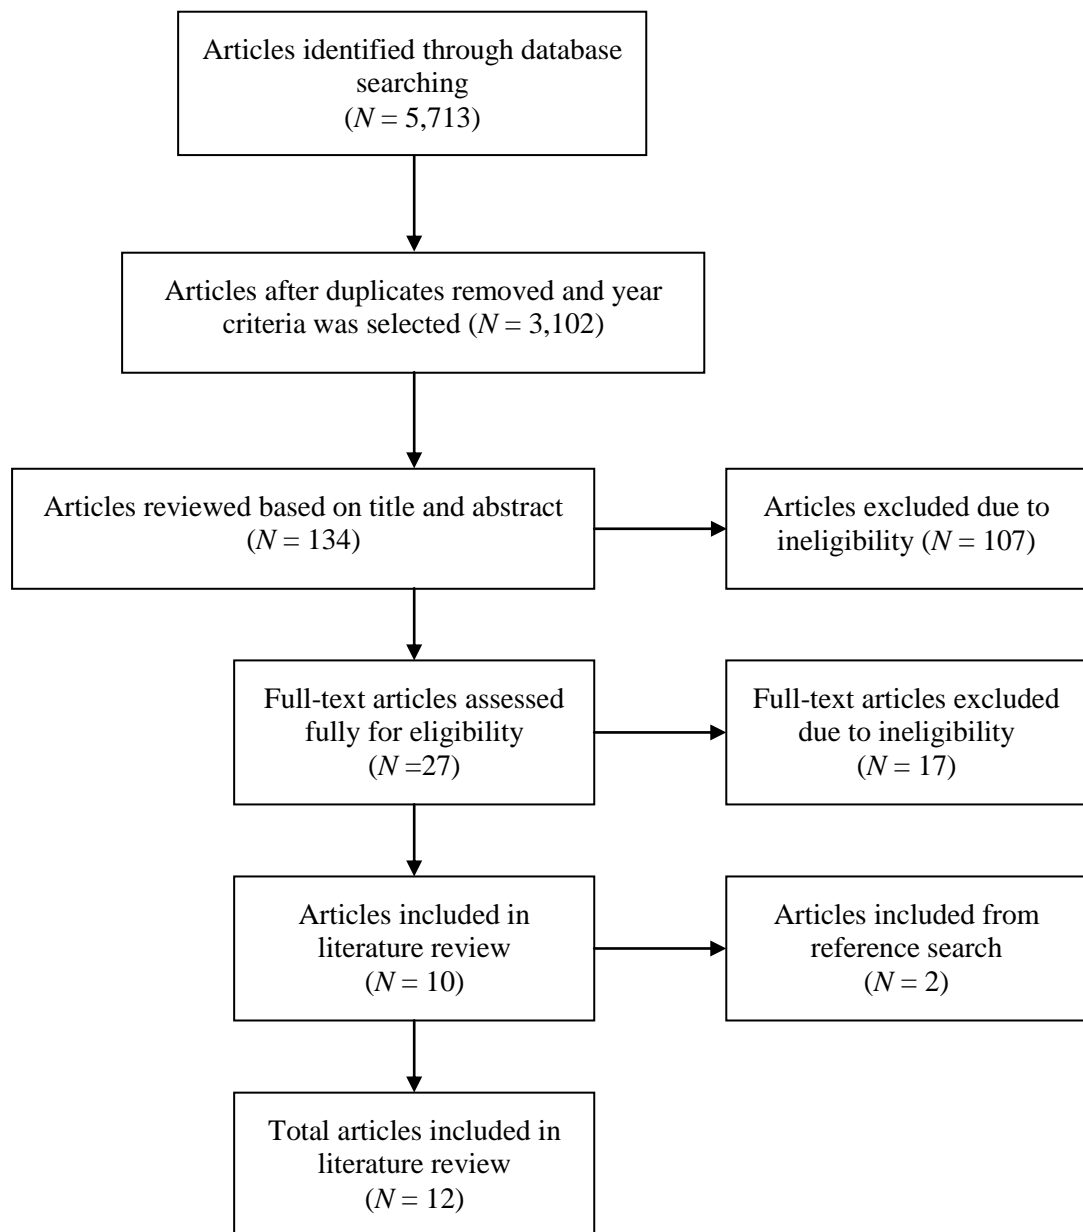 Articles identified through database
searching
(N = 5,713)
Articles after duplicates removed and year
criteria was selected (N = 3,102)
Articles reviewed based on title and abstract
(N = 134)
Articles excluded due to
ineligibility (N = 107)
Full-text articles assessed
fully for eligibility
(N =27)
Full-text articles excluded
due to ineligibility
(N = 17)
Articles included in
literature review
(N = 10)
Articles included from
reference search
(N = 2)
Total articles included in
literature review
(N = 12)